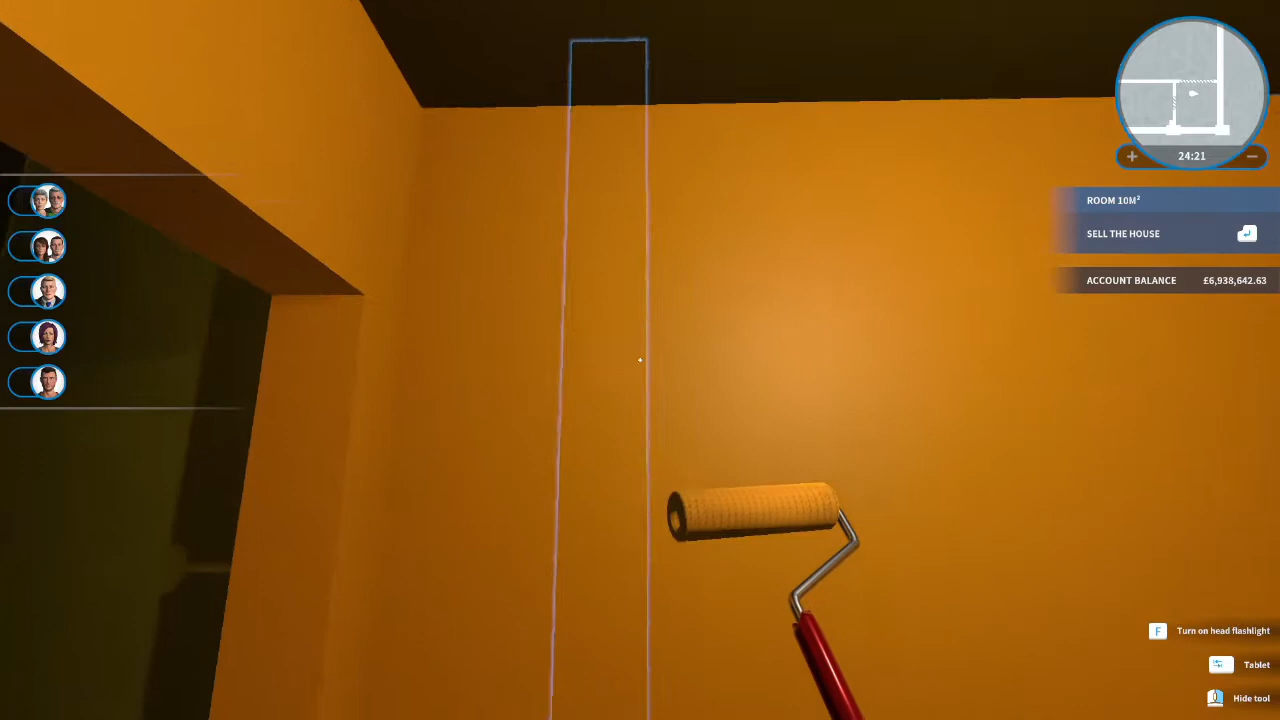 24:21
ROOM 10M²
SELL THE HOUSE
ACCOUNT BALANCE £6,938,642.63
F Turn on head flashlight
Tablet
Hide tool